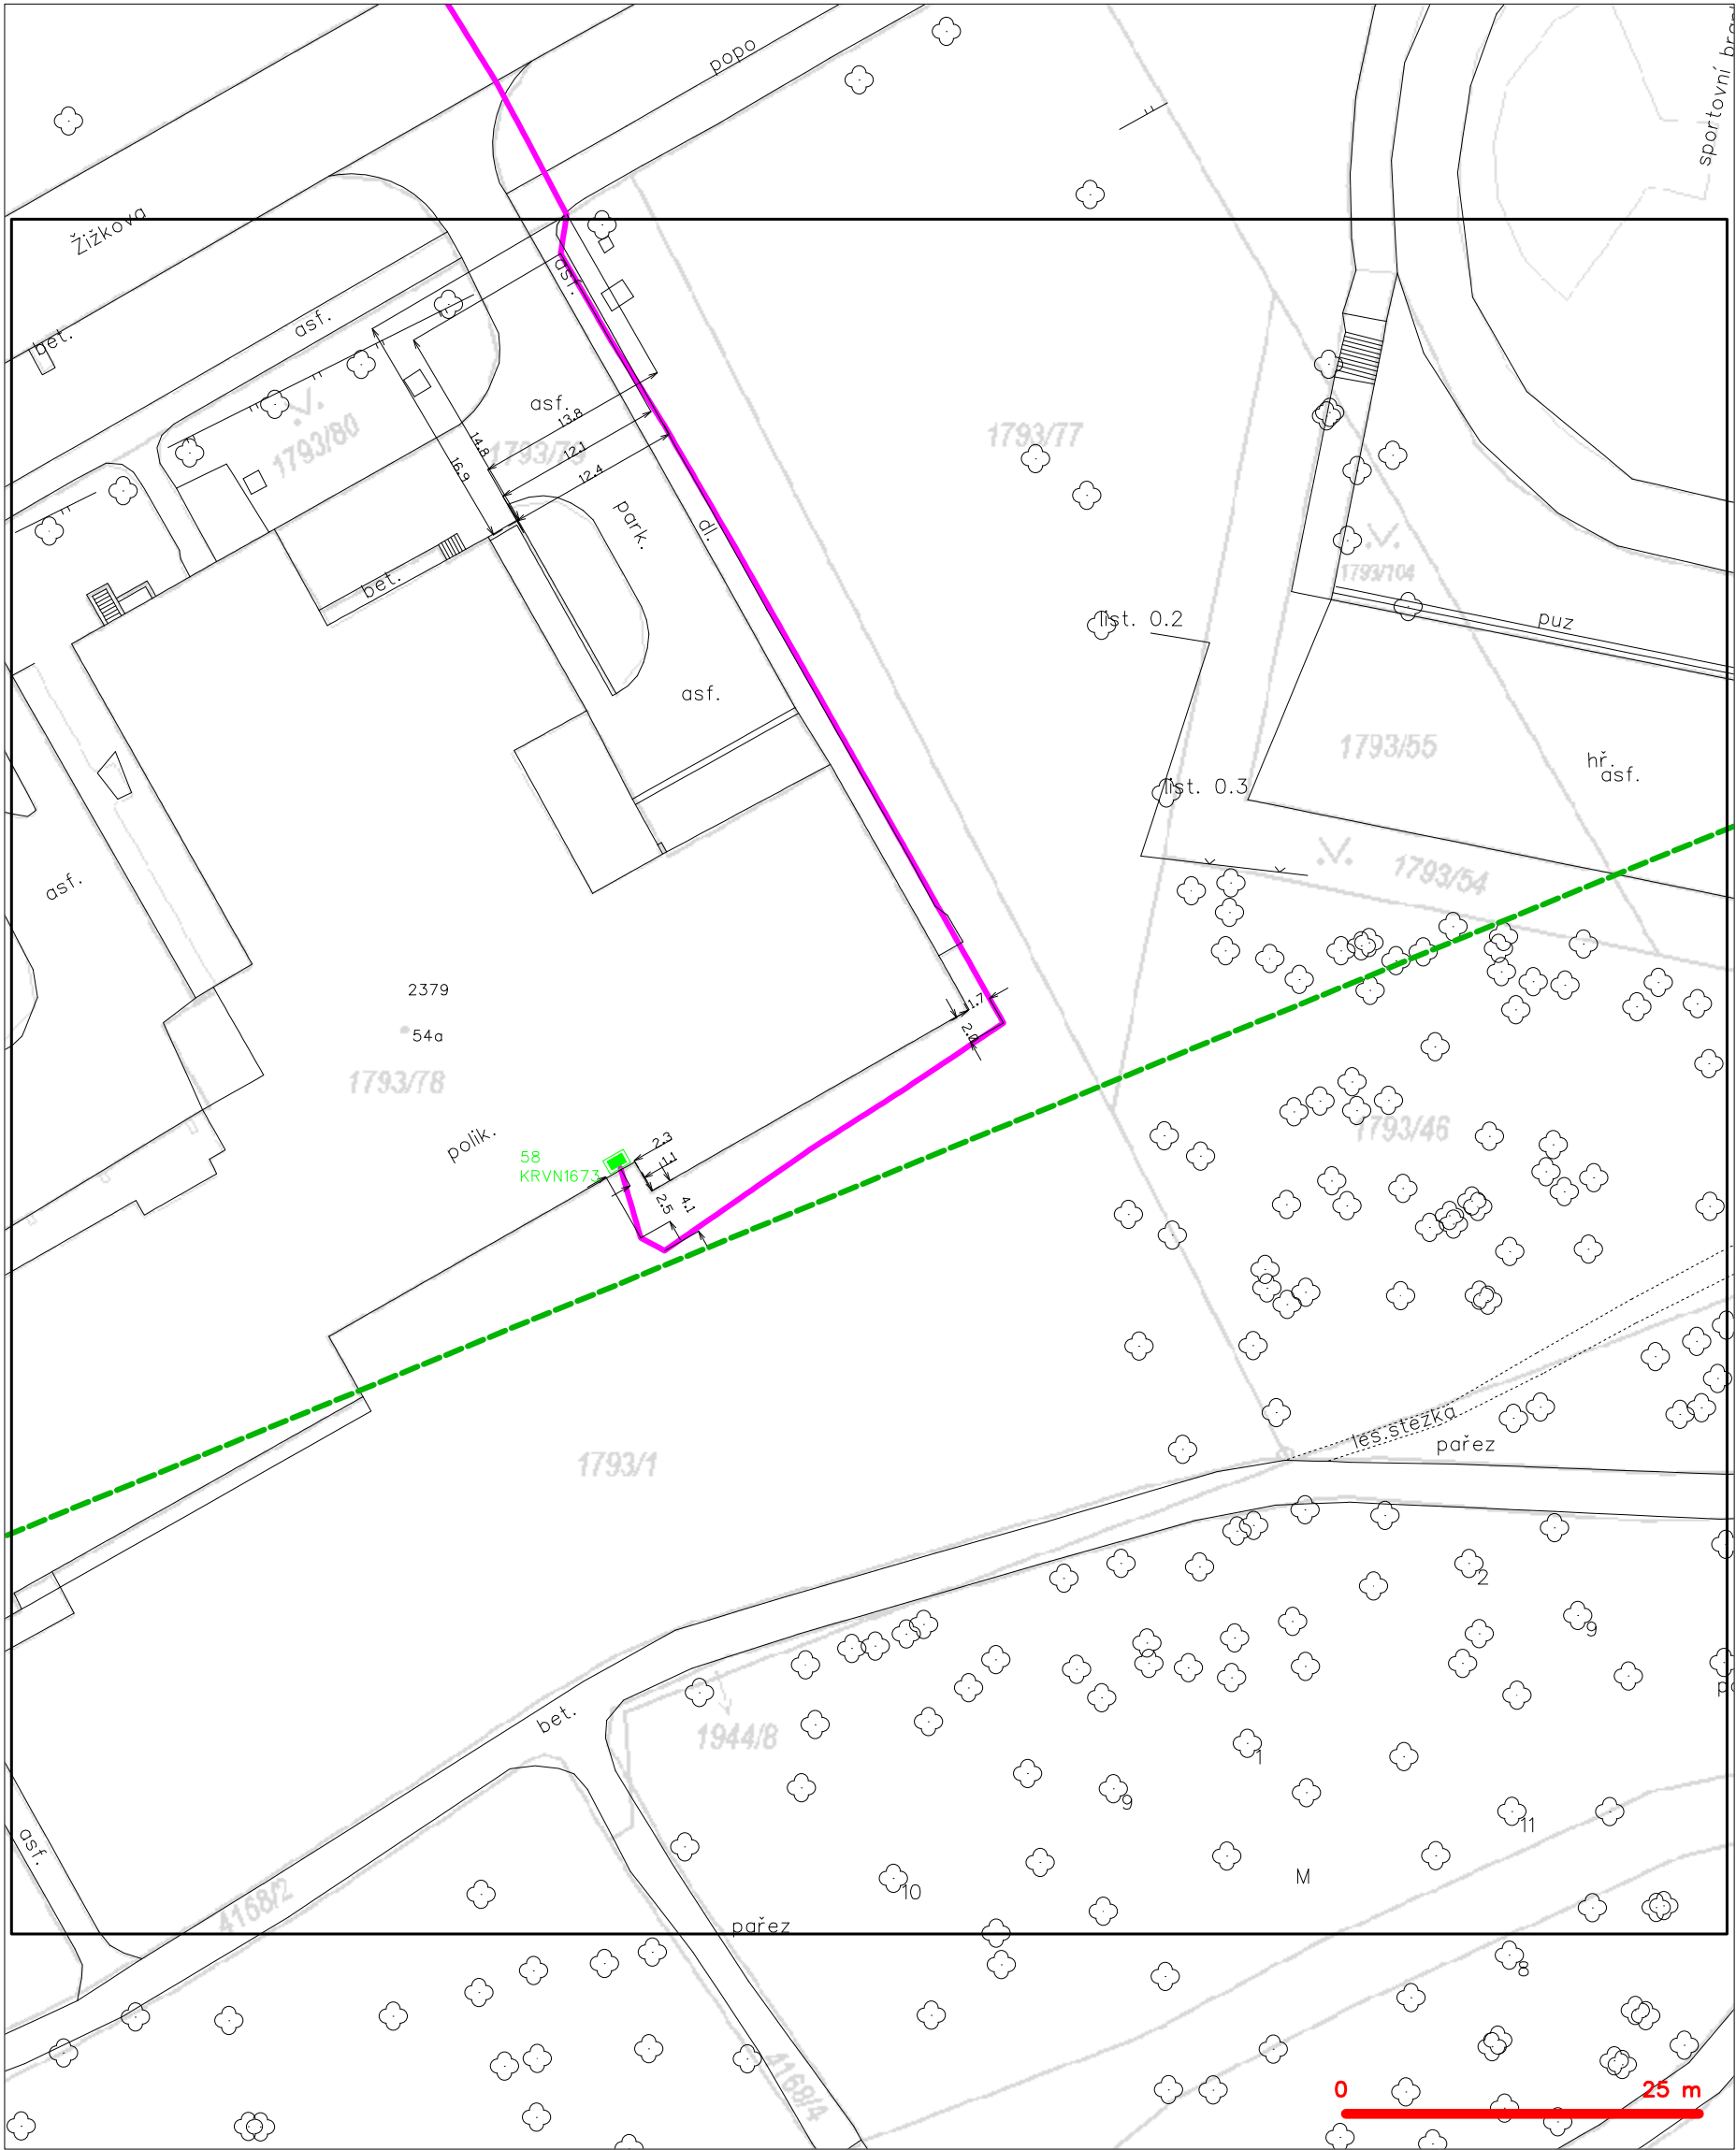 popo
sportovní
Žižkova
bet.
asf.
asf.
1793/80
asf.
1793/79
13.8
12.1
12.4
14.8
16.9
1793/77
park.
dl.
1793/104
bet.
list. 0.2
puz
asf.
1793/55
hř.
asf.
list. 0.3
asf.
1793/54
2379
54a
1.7
2.0
1793/78
1793/46
polik.
58
KRVN1673
2.3
1.1
2.5
4.1
les.stezka
pařez
1793/1
2
9
bet.
1944/8
1
9
11
asf.
10
M
4168/2
pařez
8
4168/4
0 25 m